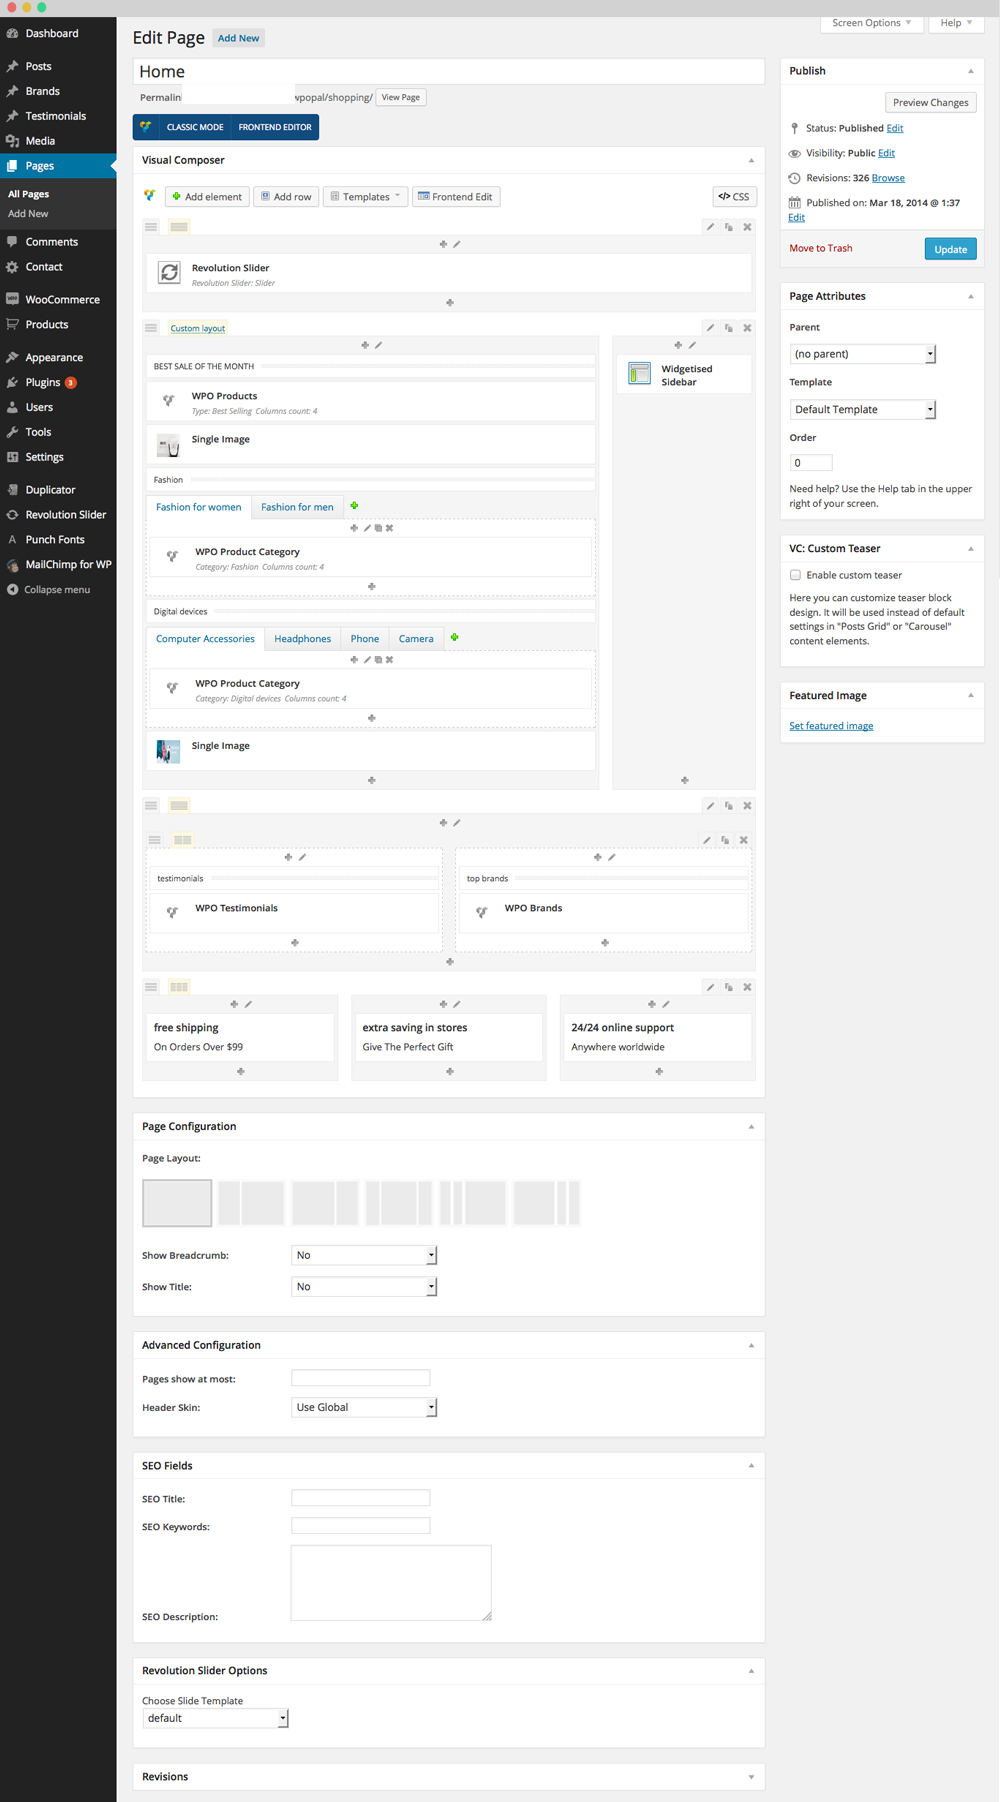 Dashboard
Posts
Brands
Testimonials
Media
Pages
All Pages
Add New
Comments
Contact
WooCommerce
Products
Appearance
Plugins 3
Users
Tools
Settings
Duplicator
Revolution Slider
Punch Fonts
MailChimp for WP
Collapse menu
Screen Options
Help
Edit Page
Add New
Home
Permalin
wpopal/shopping/
View Page
CLASSIC MODE
FRONTEND EDITOR
Visual Composer
Add element
Add row
Templates
Frontend Edit
</> CSS
Revolution Slider
Revolution Slider: Slider
Custom layout
BEST SALE OF THE MONTH
WPO Products
Type: Best Selling Columns count: 4
Single Image
Fashion
Fashion for women
Fashion for men
WPO Product Category
Category: Fashion Columns count: 4
Digital devices
Computer Accessories
Headphones
Phone
Camera
WPO Product Category
Category: Digital devices Columns count: 4
Single Image
Widgetised
Sidebar
testimonials
WPO Testimonials
top brands
WPO Brands
free shipping
On Orders Over $99
extra saving in stores
Give The Perfect Gift
24/24 online support
Anywhere worldwide
Page Configuration
Page Layout:
Show Breadcrumb:
No
Show Title:
No
Advanced Configuration
Pages show at most:
Header Skin:
Use Global
SEO Fields
SEO Title:
SEO Keywords:
SEO Description:
Revolution Slider Options
Choose Slide Template
default
Revisions
Publish
Preview Changes
Status: Published Edit
Visibility: Public Edit
Revisions: 326 Browse
Published on: Mar 18, 2014 @ 1:37
Edit
Move to Trash
Update
Page Attributes
Parent
(no parent)
Template
Default Template
Order
0
Need help? Use the Help tab in the upper
right of your screen.
VC: Custom Teaser
Enable custom teaser
Here you can customize teaser block
design. It will be used instead of default
settings in "Posts Grid" or "Carousel"
content elements.
Featured Image
Set featured image